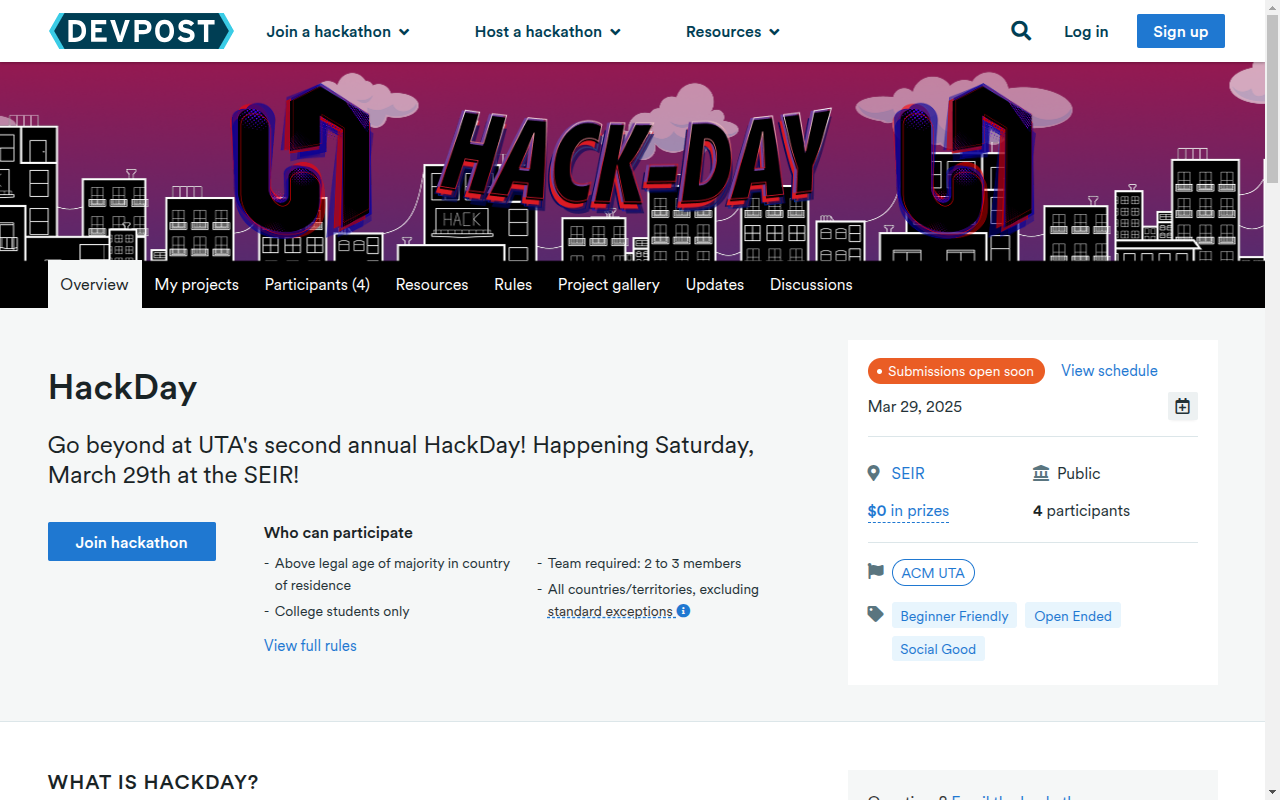 DEVPOST
Join a hackathon
Host a hackathon
Resources
Log in
Sign up
HACK-DAY
HACK
Overview
My projects
Participants (4)
Resources
Rules
Project gallery
Updates
Discussions
HackDay
Go beyond at UTA's second annual HackDay! Happening Saturday,
March 29th at the SEIR!
Join hackathon
Who can participate
- Above legal age of majority in country
of residence
- College students only
- Team required: 2 to 3 members
- All countries/territories, excluding
standard exceptions
View full rules
Submissions open soon
View schedule
Mar 29, 2025
SEIR
Public
$0 in prizes
4 participants
ACM UTA
Beginner Friendly
Open Ended
Social Good
WHAT IS HACKDAY?